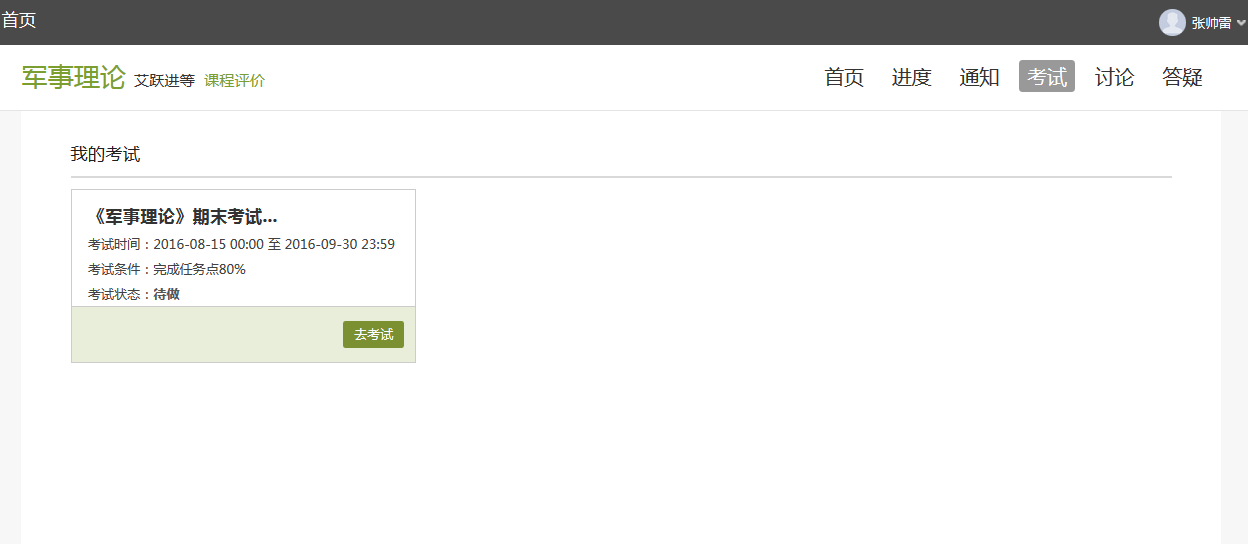 首页
张帅雷
军事理论 艾跃进等 课程评价
首页 进度 通知 考试 讨论 答疑
我的考试
《军事理论》期末考试...
考试时间：2016-08-15 00:00 至 2016-09-30 23:59
考试条件：完成任务点80%
考试状态：待做
去考试